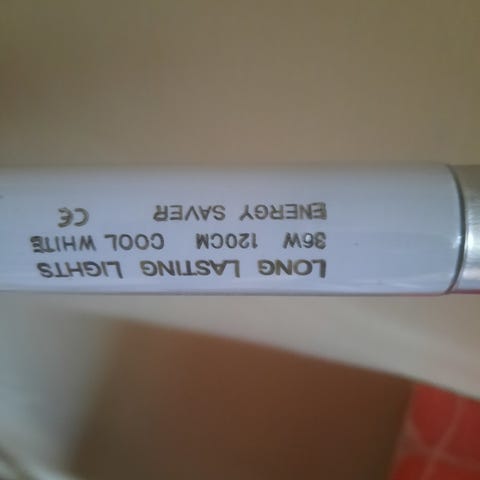 LONG LASTING LIGHTS
36W 120CM COOL WHITE
ENERGY SAVER CE